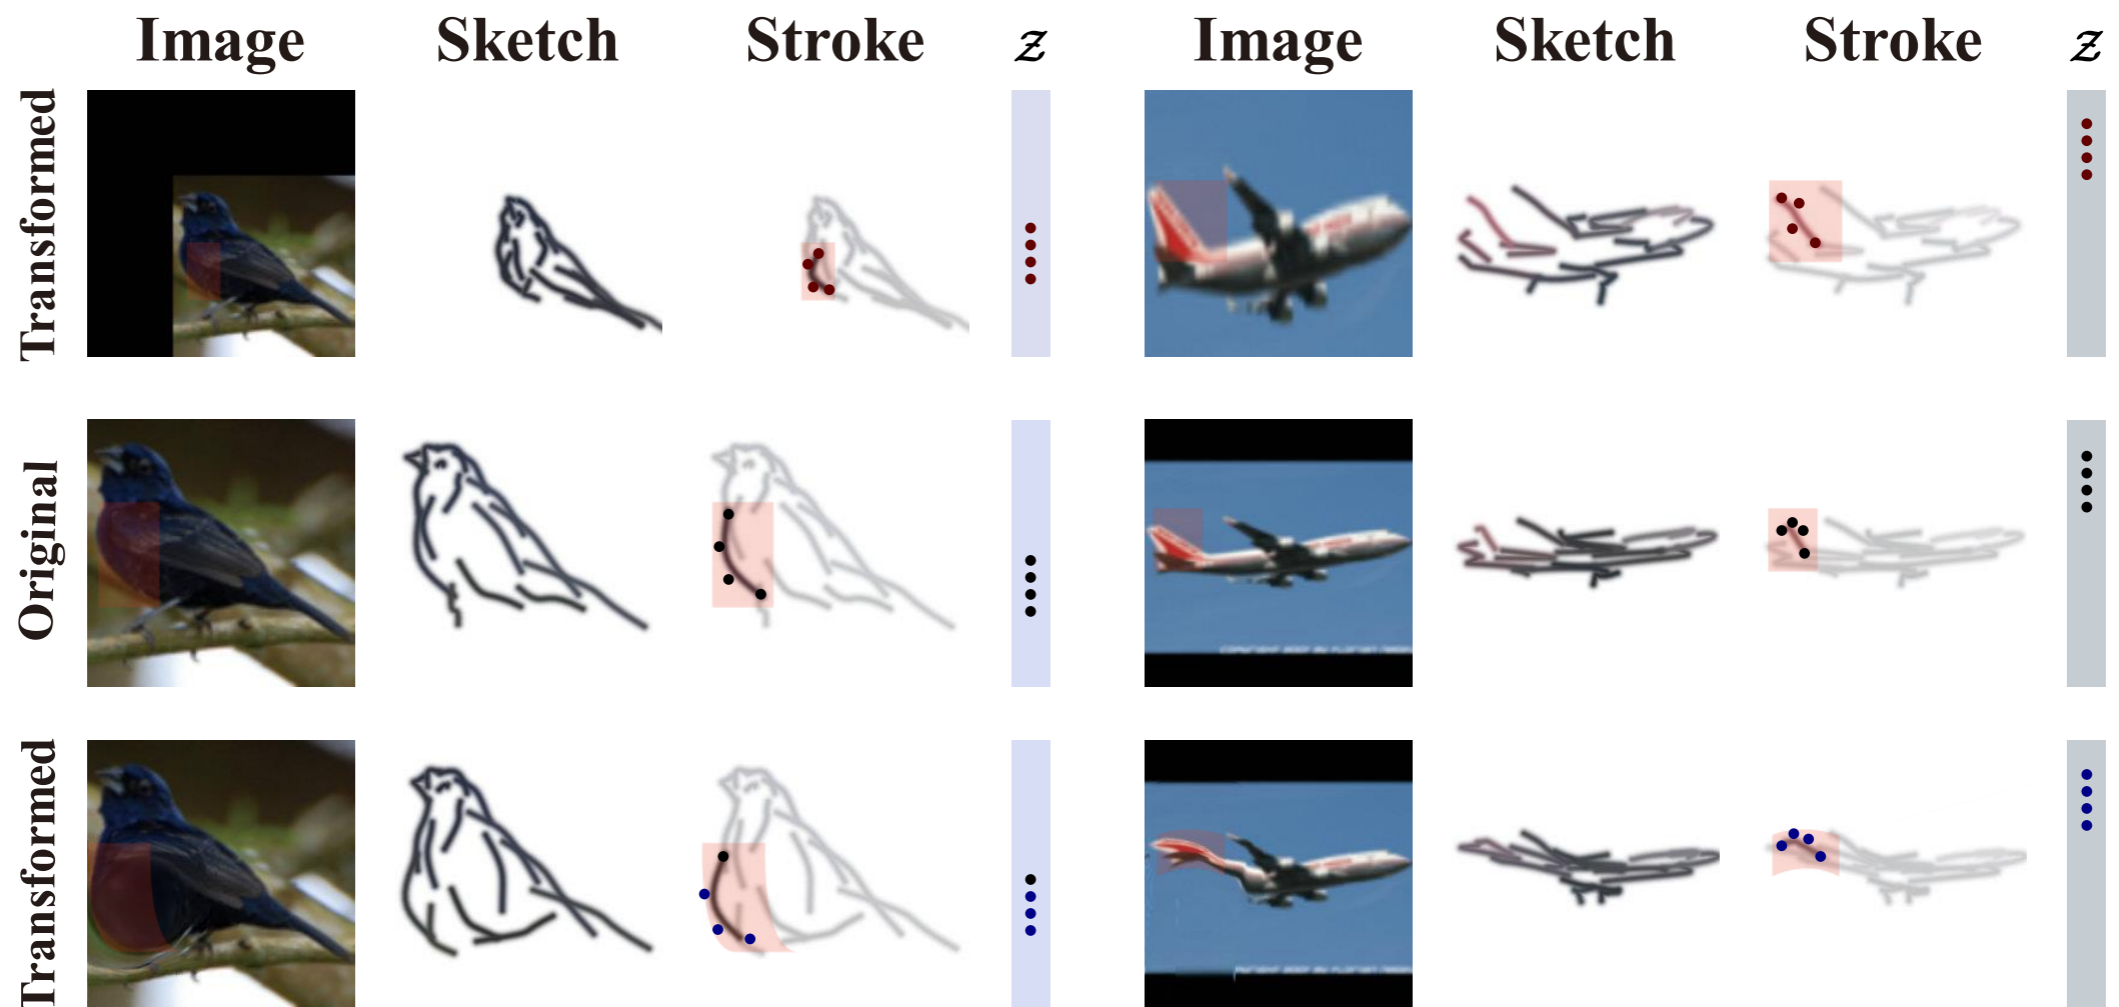 Image Sketch Stroke z Image Sketch Stroke z
Transformed
Original
Transformed